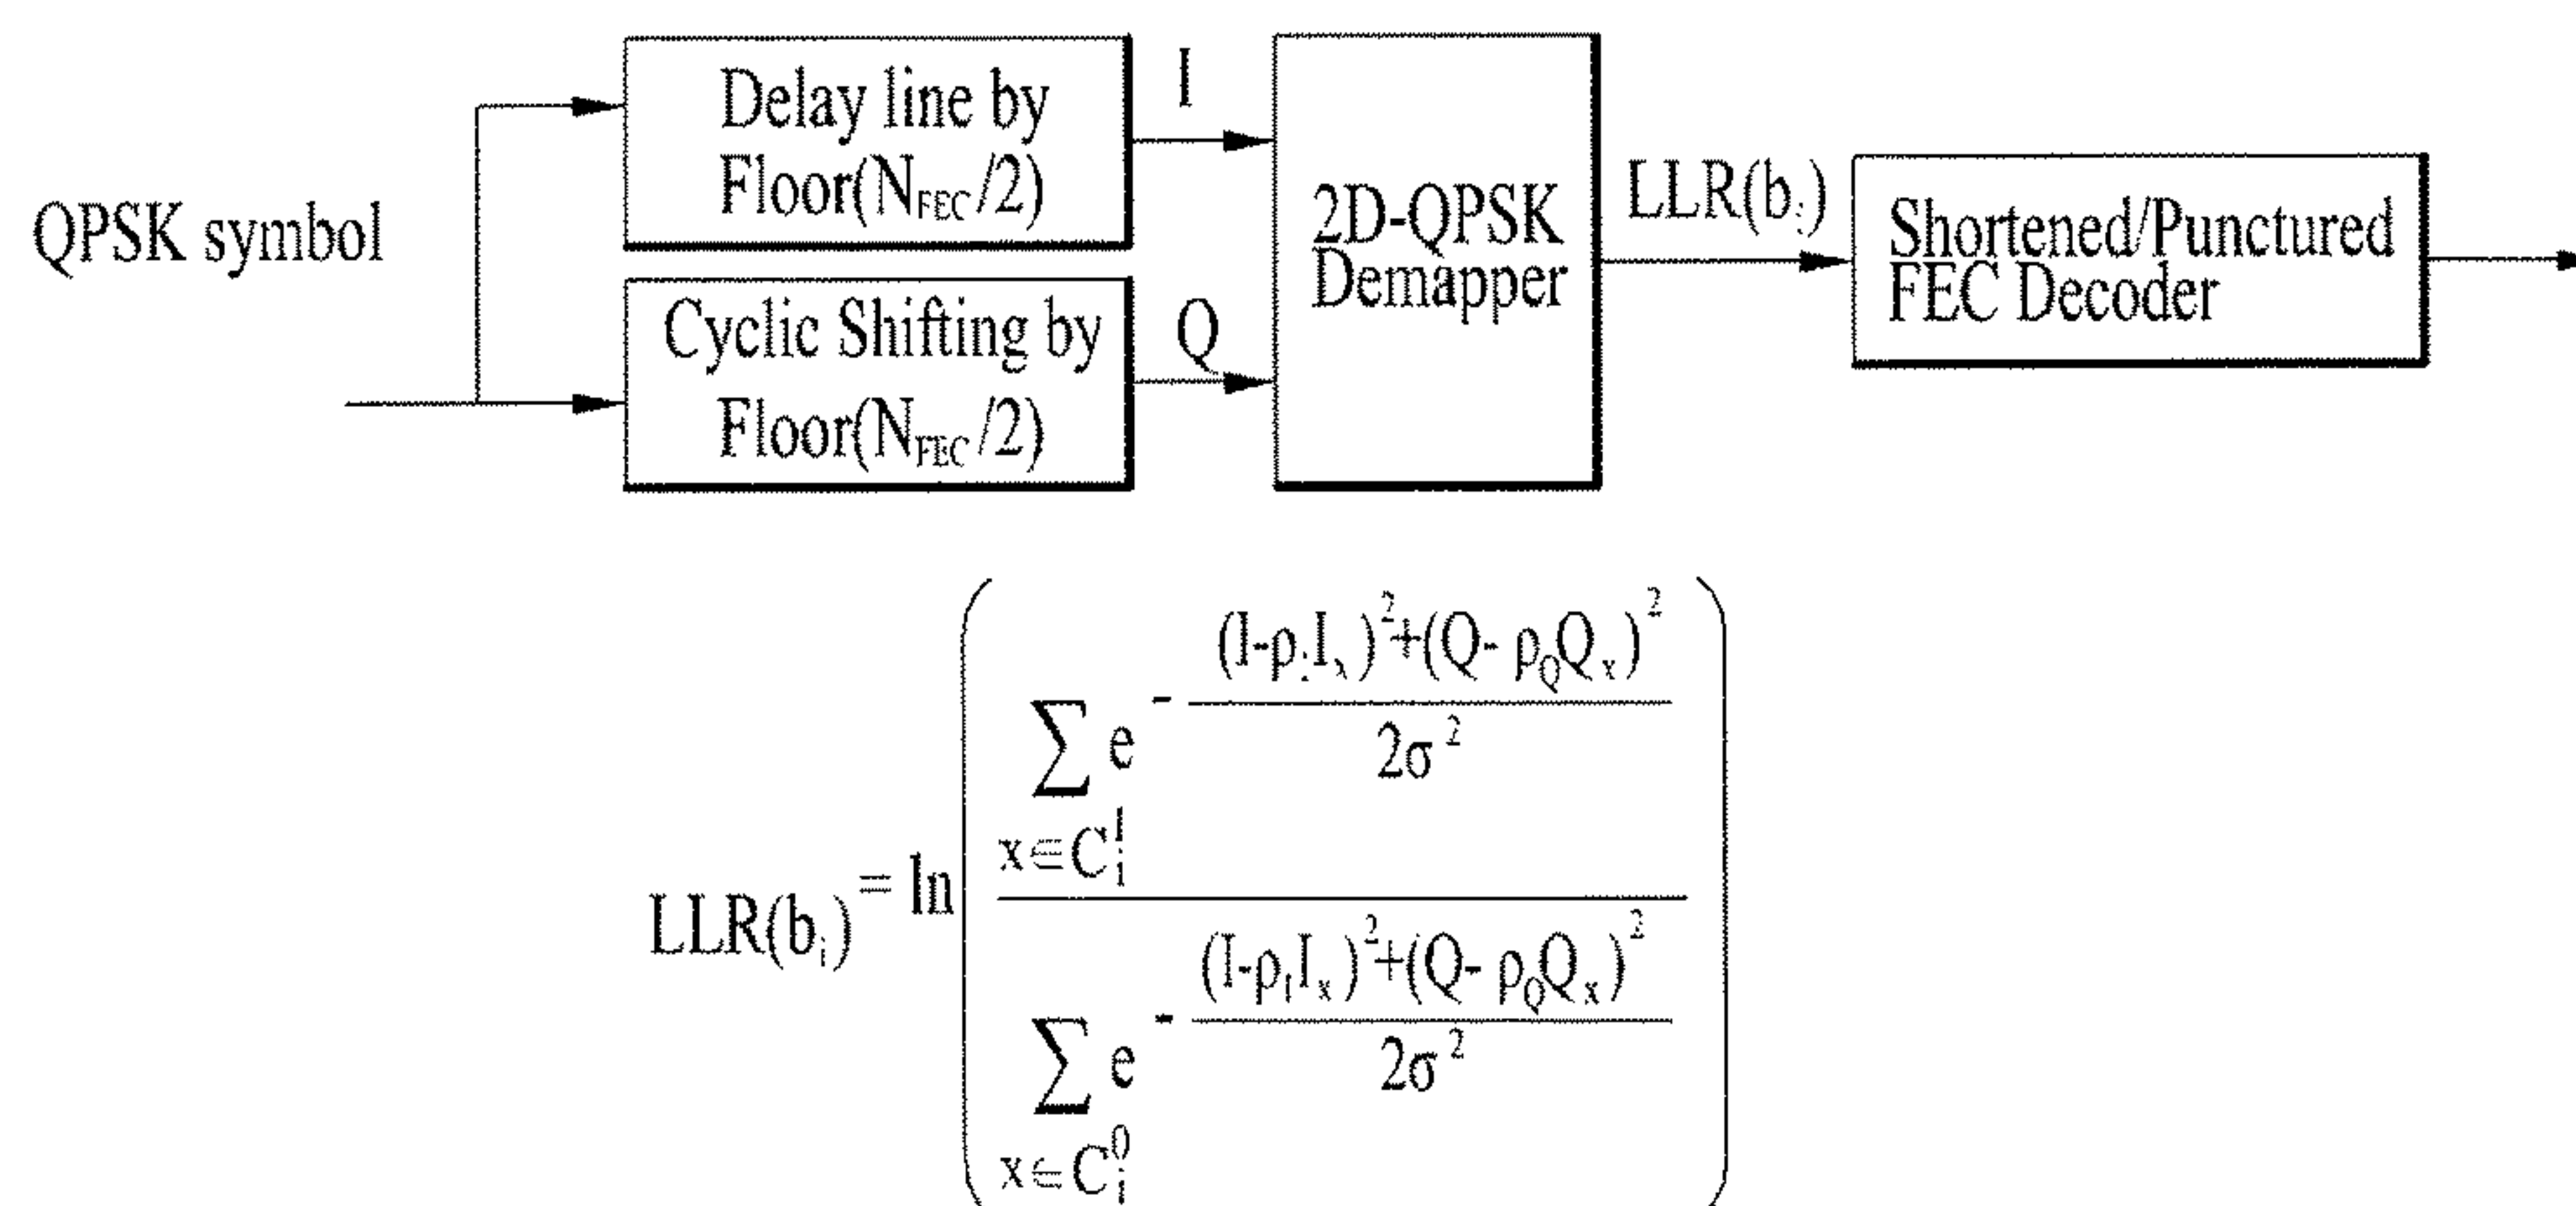 QPSK symbol
Delay line by
Floor(N_FEC/2)
I
Cyclic Shifting by
Floor(N_FEC/2)
Q
2D-QPSK
Demapper
LLR(b_i)
Shortened/Punctured
FEC Decoder
LLR(b_i) = ln( (∑_{x∈C_i^1} e^{-((I-ρ_I I_x)^2+(Q-ρ_Q Q_x)^2)/(2σ^2)}) / (∑_{x∈C_i^0} e^{-((I-ρ_I I_x)^2+(Q-ρ_Q Q_x)^2)/(2σ^2)}) )